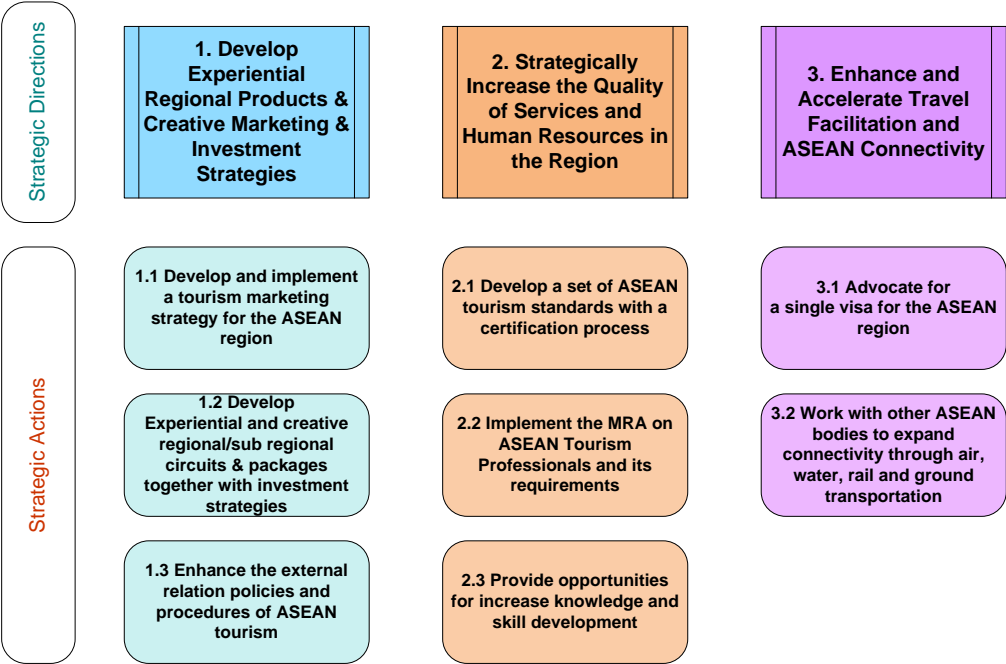 Strategic Directions
1. Develop
Experiential
Regional Products &
Creative Marketing &
Investment
Strategies
2. Strategically
Increase the Quality
of Services and
Human Resources in
the Region
3. Enhance and
Accelerate Travel
Facilitation and
ASEAN Connectivity
Strategic Actions
1.1 Develop and implement
a tourism marketing
strategy for the ASEAN
region
2.1 Develop a set of ASEAN
tourism standards with a
certification process
3.1 Advocate for
a single visa for the ASEAN
region
1.2 Develop
Experiential and creative
regional/sub regional
circuits & packages
together with investment
strategies
2.2 Implement the MRA on
ASEAN Tourism
Professionals and its
requirements
3.2 Work with other ASEAN
bodies to expand
connectivity through air,
water, rail and ground
transportation
1.3 Enhance the external
relation policies and
procedures of ASEAN
tourism
2.3 Provide opportunities
for increase knowledge and
skill development